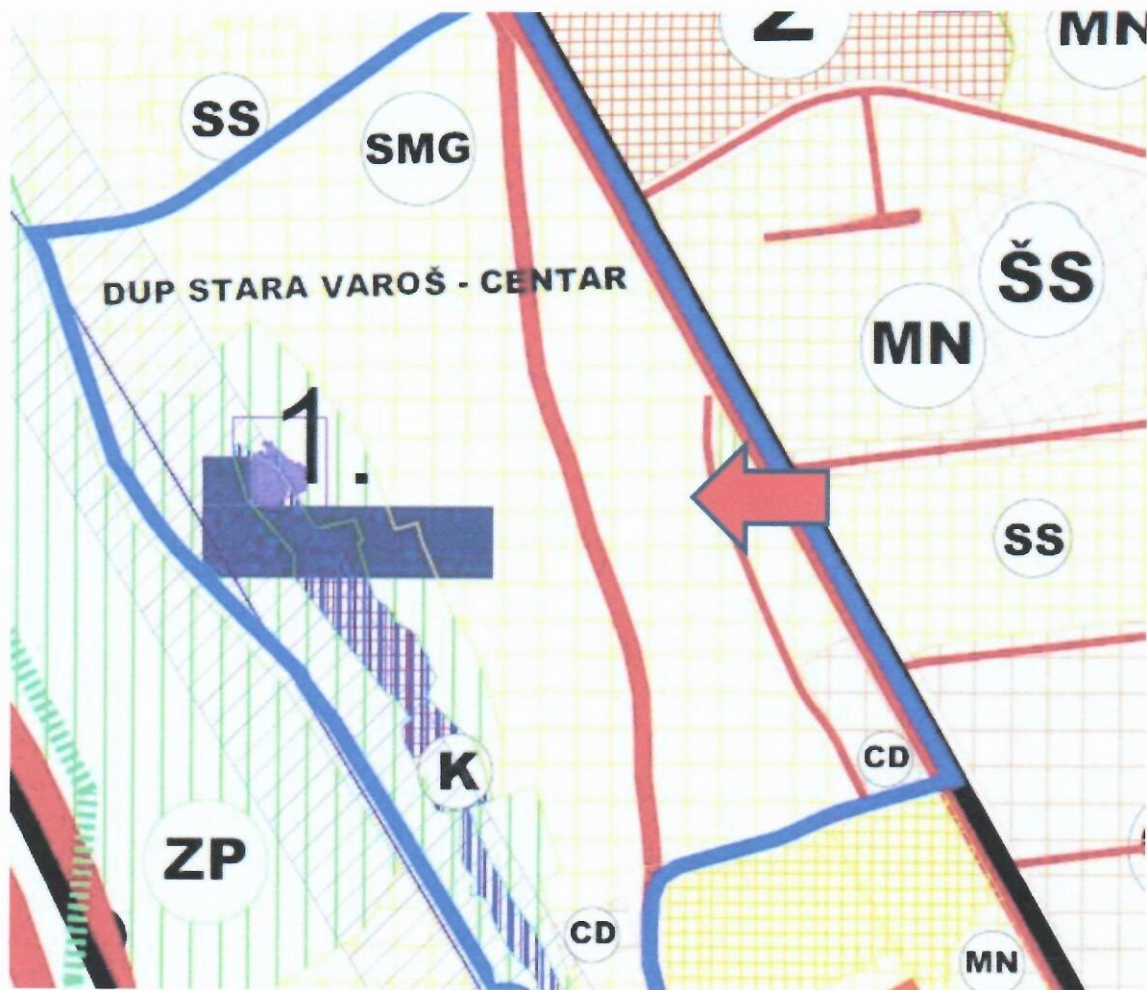 Z
MN
SS
SMG
ŠS
DUP STARA VAROŠ - CENTAR
MN
1.
SS
CD
K
ZP
CD
MN